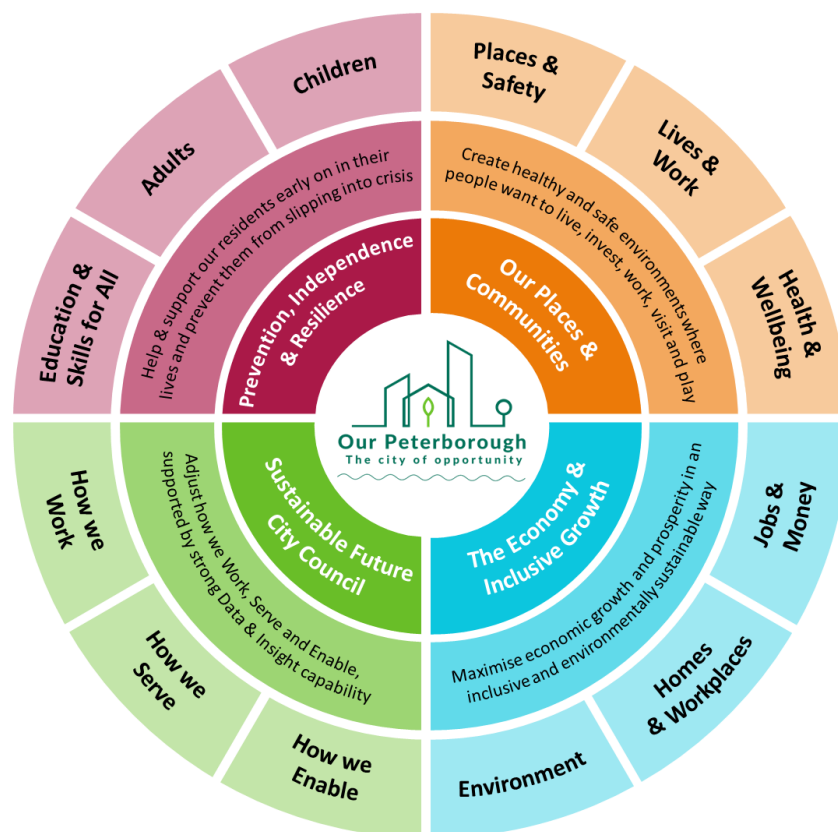 Children
Adults
Education &
Skills for All
Help & support our residents early on in their
lives and prevent them from slipping into crisis
Prevention, Independence
& Resilience
Places &
Safety
Lives &
Work
Health &
Wellbeing
Create healthy and safe environments where
people want to live, invest, work, visit and play
Our Places &
Communities
Our Peterborough
The city of opportunity
How we
Work
How we
Serve
How we
Enable
Adjust how we Work, Serve and Enable,
supported by strong Data & Insight capability
Sustainable Future
City Council
The Economy &
Inclusive Growth
Maximise economic growth and prosperity in an
inclusive and environmentally sustainable way
Jobs &
Money
Homes
& Workplaces
Environment